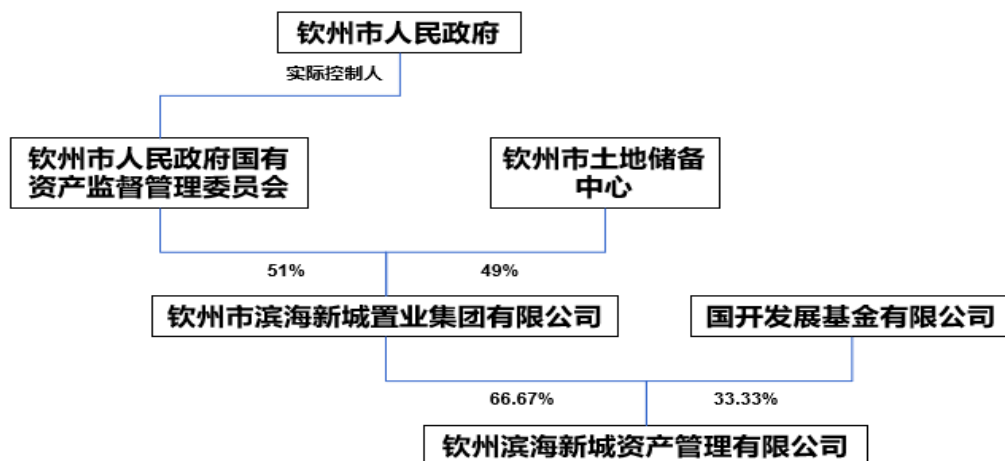 钦州市人民政府
实际控制人
钦州市人民政府国有
资产监督管理委员会
钦州市土地储备
中心
51%
49%
钦州市滨海新城置业集团有限公司
国开发展基金有限公司
66.67%
33.33%
钦州滨海新城资产管理有限公司